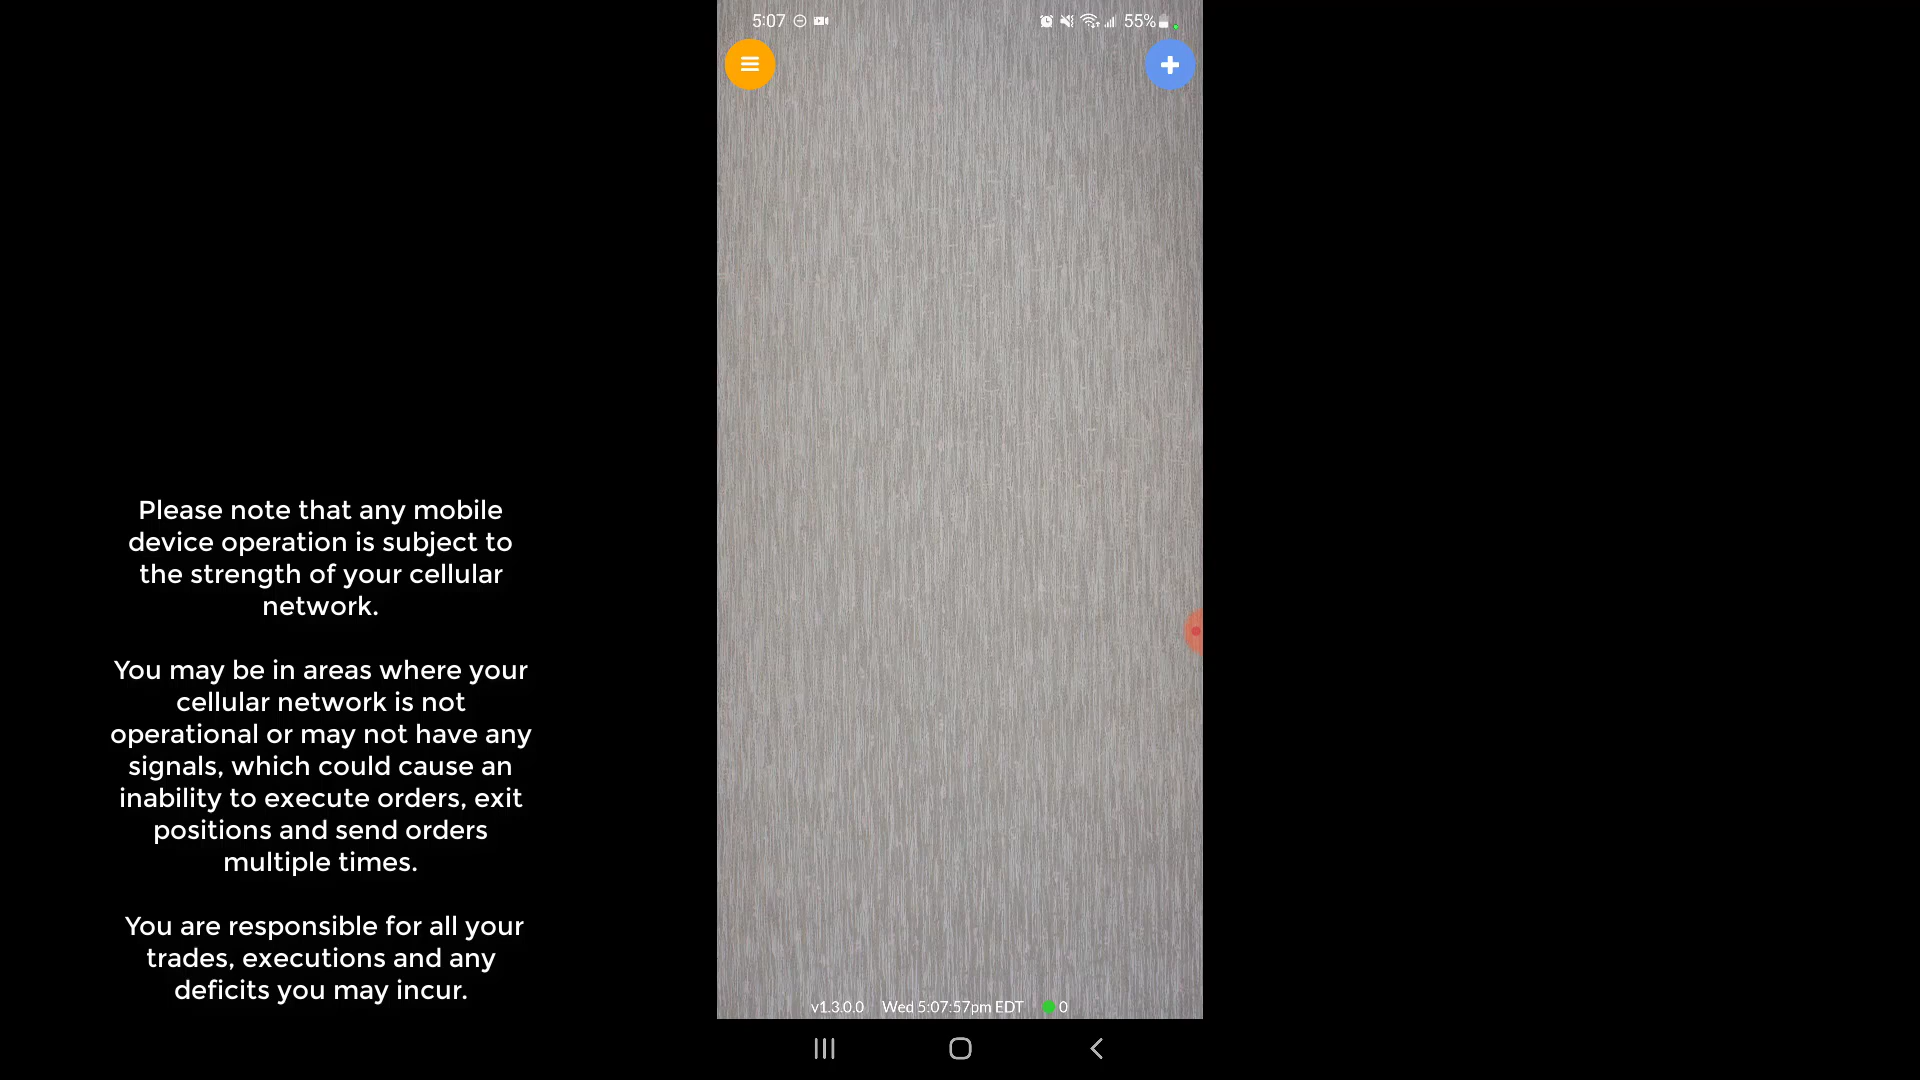 5:07
55%
Please note that any mobile
device operation is subject to
the strength of your cellular
network.
You may be in areas where your
cellular network is not
operational or may not have any
signals, which could cause an
inability to execute orders, exit
positions and send orders
multiple times.
You are responsible for all your
trades, executions and any
deficits you may incur.
v1.3.0.0 Wed 5:07:57pm EDT 0